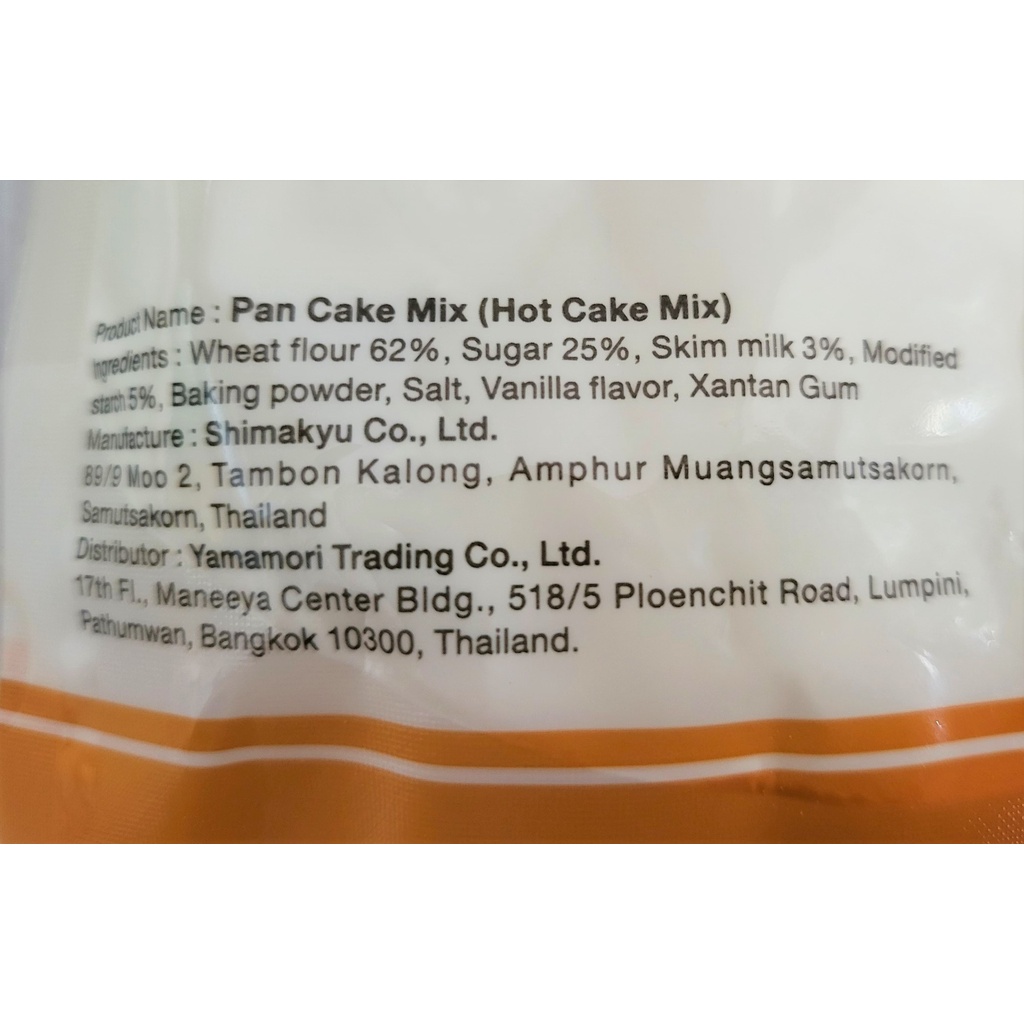 Product Name : Pan Cake Mix (Hot Cake Mix)
Ingredients : Wheat flour 62%, Sugar 25%, Skim milk 3%, Modified
starch 5%, Baking powder, Salt, Vanilla flavor, Xantan Gum
Manufacture : Shimakyu Co., Ltd.
89/9 Moo 2, Tambon Kalong, Amphur Muangsamutsakorn,
Samutsakorn, Thailand
Distributor : Yamamori Trading Co., Ltd.
17th Fl., Maneeya Center Bldg., 518/5 Ploenchit Road, Lumpini,
Pathumwan, Bangkok 10300, Thailand.